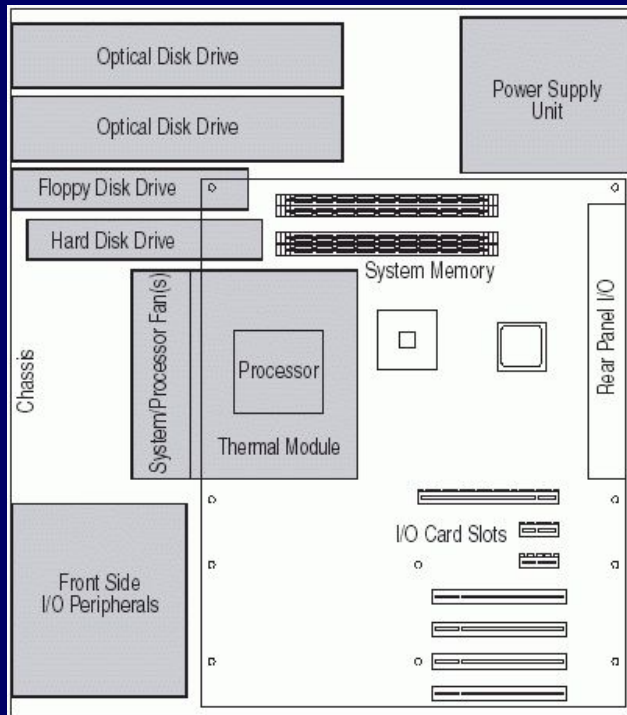 Optical Disk Drive
Optical Disk Drive
Power Supply
Unit
Floppy Disk Drive
Hard Disk Drive
System Memory
Rear Panel I/O
System/Processor Fan(s)
Processor
Thermal Module
Chassis
I/O Card Slots
Front Side
I/O Peripherals